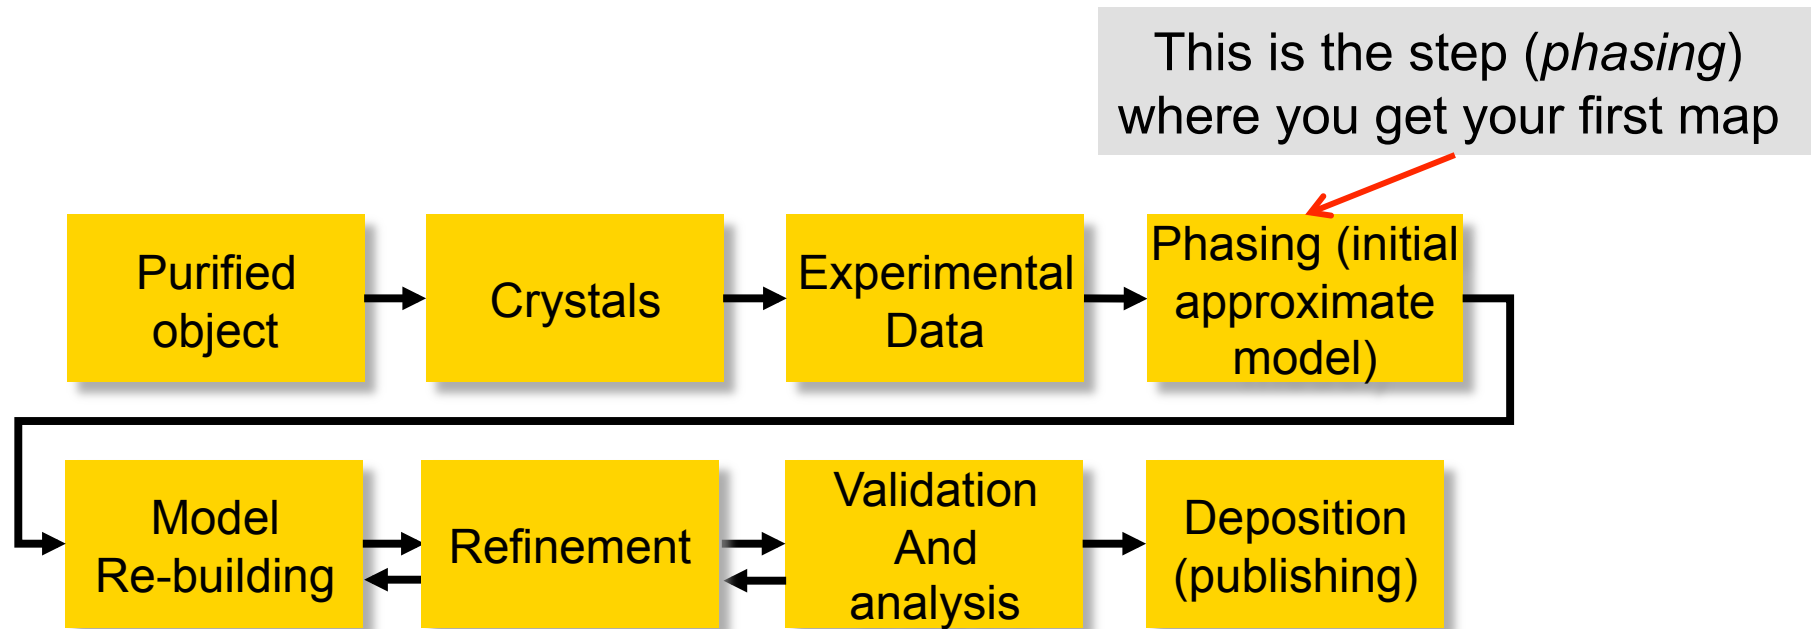 This is the step (phasing)
where you get your first map
Purified
object
Crystals
Experimental
Data
Phasing (initial
approximate
model)
Model
Re-building
Refinement
Validation
And
analysis
Deposition
(publishing)